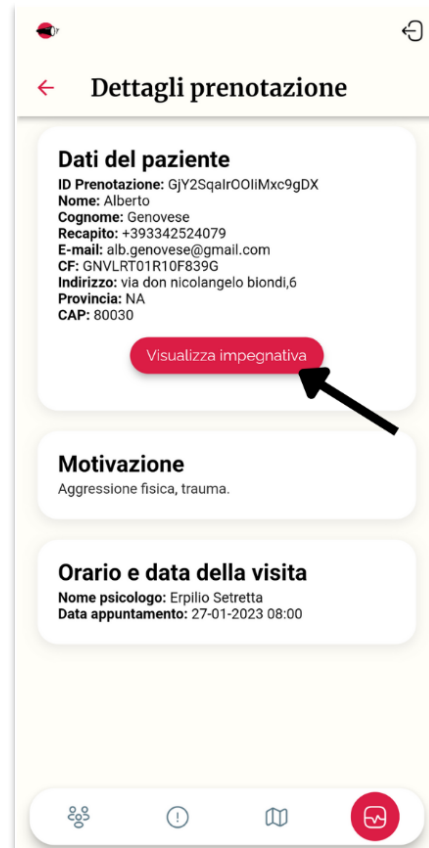 Dettagli prenotazione
Dati del paziente
ID Prenotazione: GjY2SqalrOOliMxc9gDX
Nome: Alberto
Cognome: Genovese
Recapito: +393342524079
E-mail: alb.genovese@gmail.com
CF: GNVLRT01R10F839G
Indirizzo: via don nicolangelo biondi,6
Provincia: NA
CAP: 80030
Visualizza impegnativa
Motivazione
Aggressione fisica, trauma.
Orario e data della visita
Nome psicologo: Erpilio Setretta
Data appuntamento: 27-01-2023 08:00